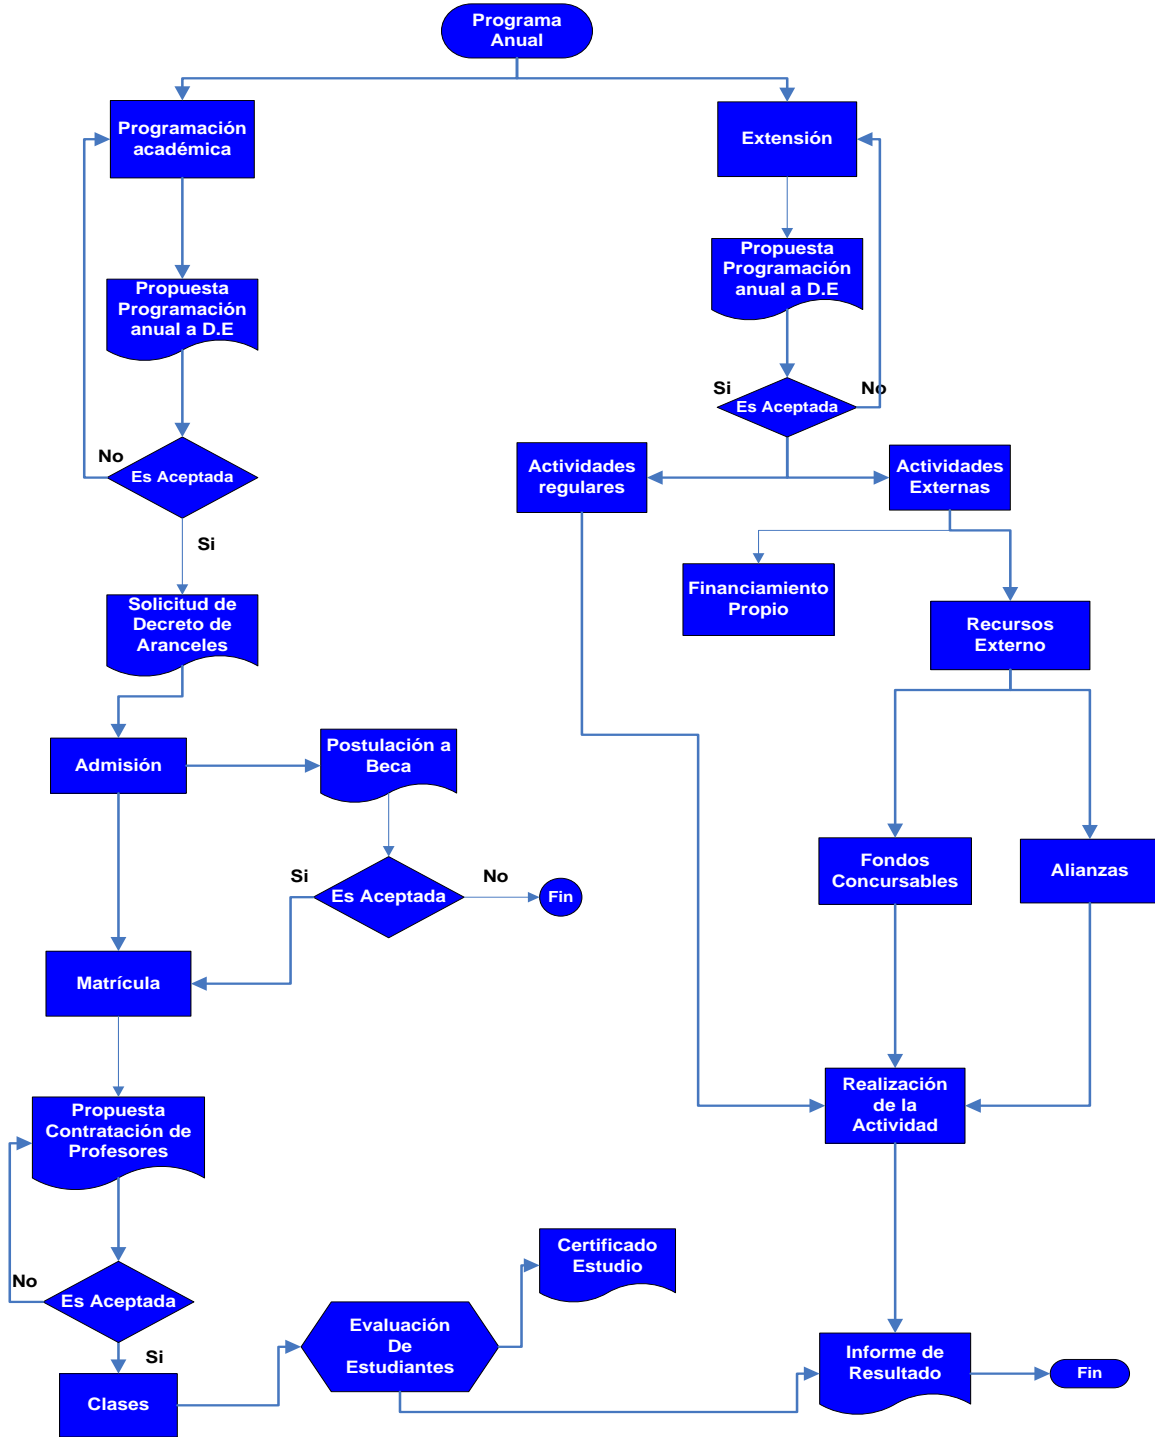 Programa
Anual
Programación
académica
Extensión
Propuesta
Programación
anual a D.E
Propuesta
Programación
anual a D.E
Si
No
Es Aceptada
No
Es Aceptada
Actividades
regulares
Actividades
Externas
Si
Financiamiento
Propio
Solicitud de
Decreto de
Aranceles
Recursos
Externo
Admisión
Postulación a
Beca
Fondos
Concursables
Alianzas
Si
Es Aceptada
No
Fin
Matrícula
Realización
de la
Actividad
Propuesta
Contratación de
Profesores
Certificado
Estudio
No
Es Aceptada
Si
Evaluación
De
Estudiantes
Informe de
Resultado
Fin
Clases